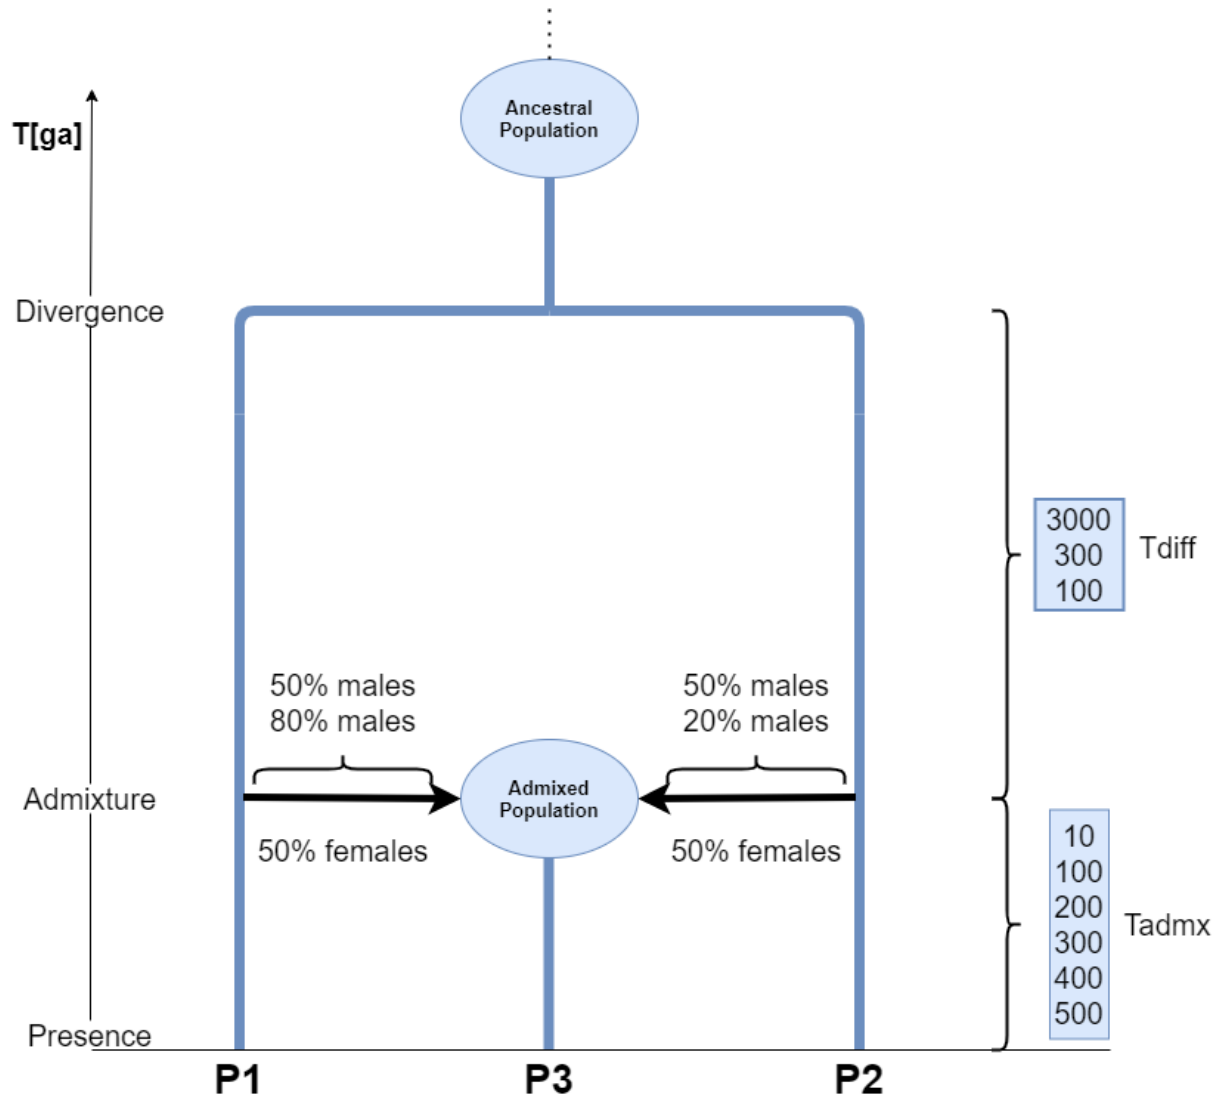 Ancestral
Population
T[ga]
Divergence
3000
300
100
Tdiff
50% males
80% males
50% males
20% males
Admixture
Admixed
Population
50% females
50% females
10
100
200
300
400
500
Tadmx
Presence
P1
P3
P2